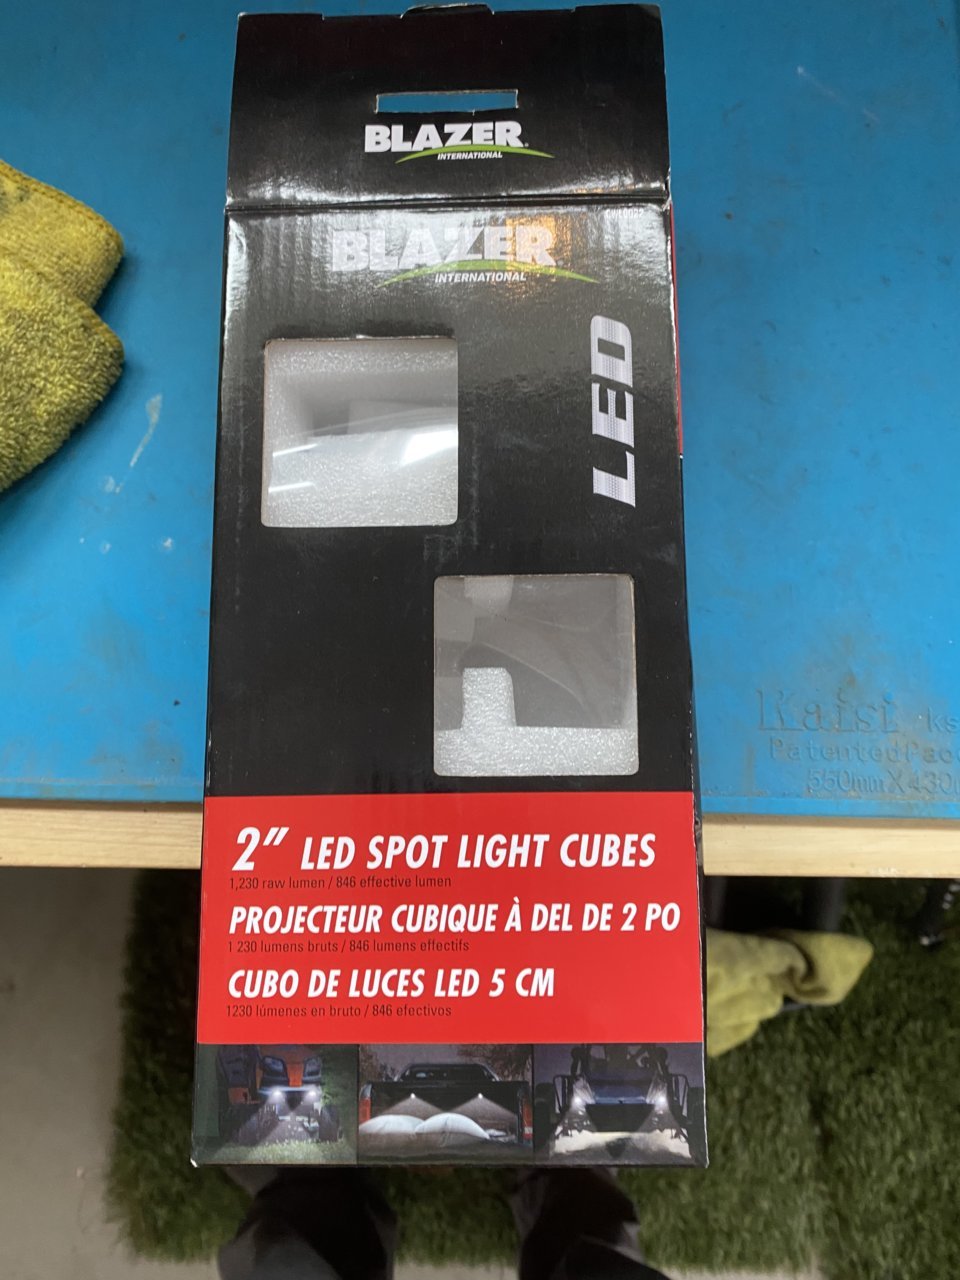 BLAZER
INTERNATIONAL
CWL0022
BLAZER
INTERNATIONAL
LED
Kaisi
550mm X 430
2" LED SPOT LIGHT CUBES
1,230 raw lumen / 846 effective lumen
PROJECTEUR CUBIQUE À DEL DE 2 PO
1 230 lumens bruts / 846 lumens effectifs
CUBO DE LUCES LED 5 CM
1230 lúmenes en bruto / 846 efectivos